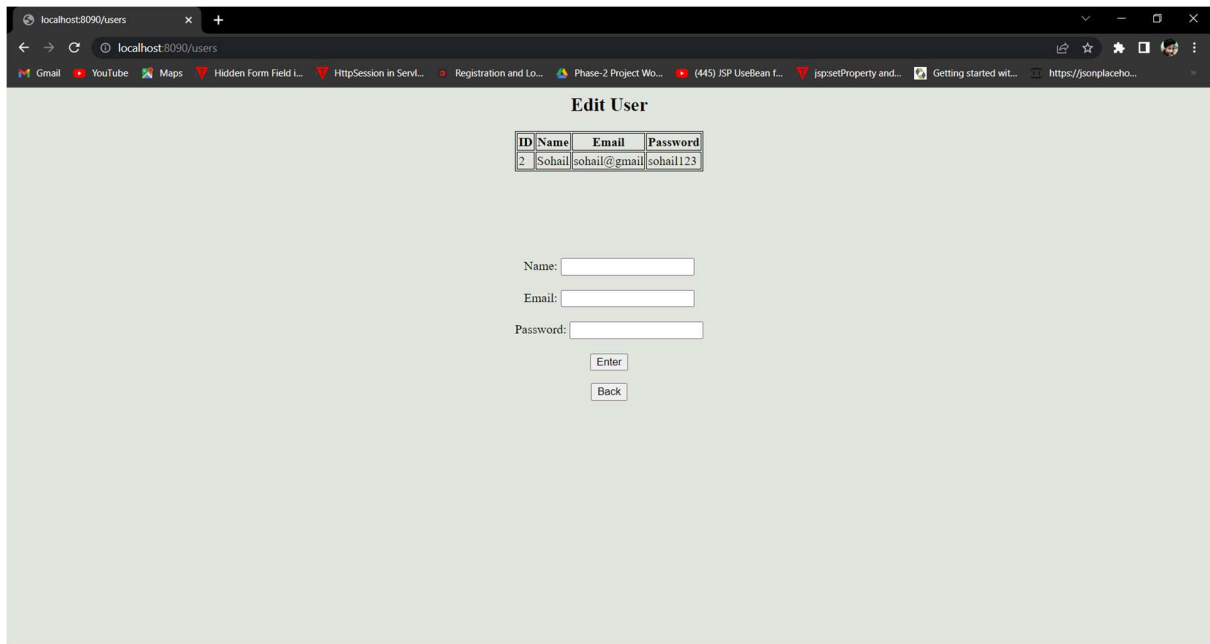 localhost:8090/users
localhost:8090/users
Gmail YouTube Maps Hidden Form Field i... HttpSession in Servl... Registration and Lo... Phase-2 Project Wo... (445) JSP UseBean f... jsp:setProperty and... Getting started wit... https://jsonplaceho...
Edit User
ID Name Email Password
2 Sohail sohail@gmail sohail123
Name:
Email:
Password:
Enter
Back